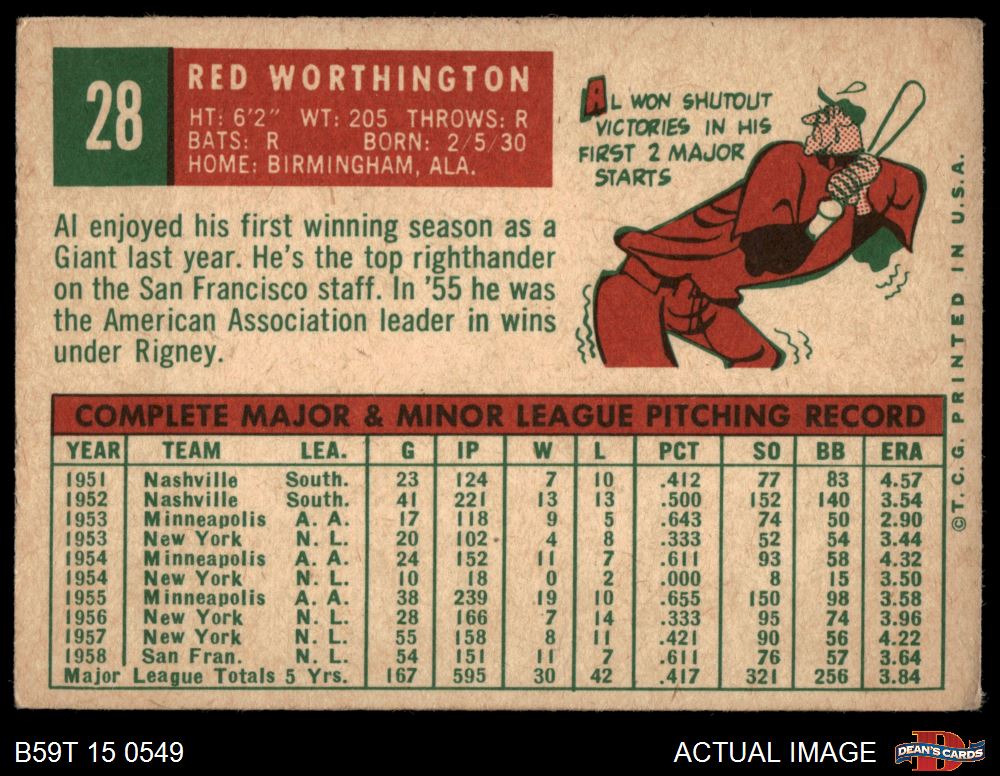 28
RED WORTHINGTON
HT: 6'2" WT: 205 THROWS: R
BATS: R BORN: 2/5/30
HOME: BIRMINGHAM, ALA.
AL WON SHUTOUT
VICTORIES IN HIS
FIRST 2 MAJOR
STARTS
Al enjoyed his first winning season as a
Giant last year. He's the top righthander
on the San Francisco staff. In '55 he was
the American Association leader in wins
under Rigney.
COMPLETE MAJOR & MINOR LEAGUE PITCHING RECORD
YEAR TEAM LEA. G IP W L PCT SO BB ERA
1951 Nashville South. 23 124 7 10 .412 77 83 4.57
1952 Nashville South. 41 221 13 13 .500 152 140 3.54
1953 Minneapolis A. A. 17 118 9 5 .643 74 50 2.90
1953 New York N. L. 20 102 4 8 .333 52 54 3.44
1954 Minneapolis A. A. 24 152 11 7 .611 93 58 4.32
1954 New York N. L. 10 18 0 2 .000 8 15 3.50
1955 Minneapolis A. A. 38 239 19 10 .655 150 98 3.58
1956 New York N. L. 28 166 7 14 .333 95 74 3.96
1957 New York N. L. 55 158 8 11 .421 90 56 4.22
1958 San Fran. N. L. 54 151 11 7 .611 76 57 3.64
Major League Totals 5 Yrs. 167 595 30 42 .417 321 256 3.84
© T. C. G. PRINTED IN U. S. A.
B59T 15 0549
ACTUAL IMAGE
D
DEAN'S CARDS